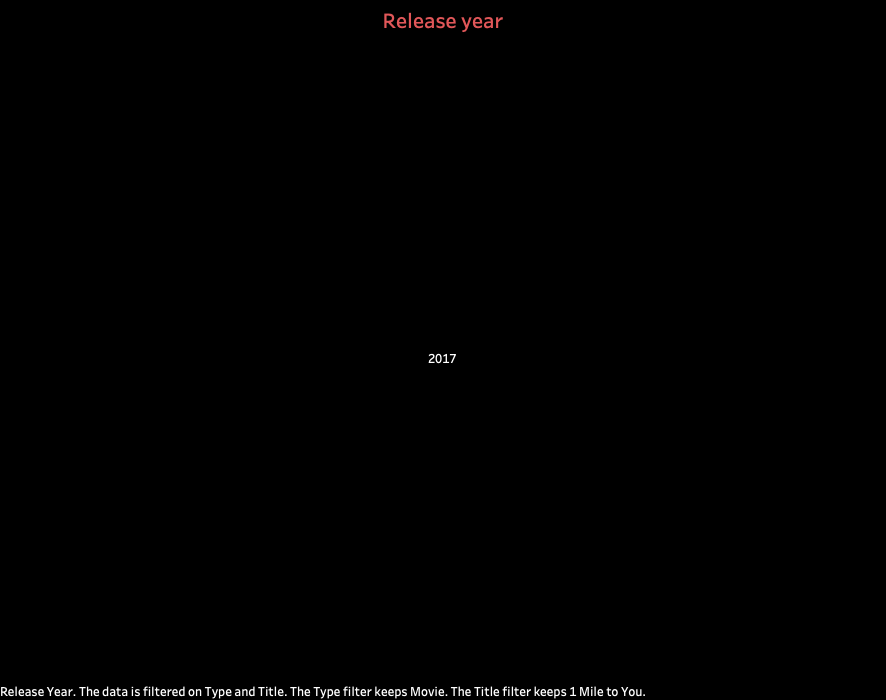 Release year
2017
Release Year. The data is filtered on Type and Title. The Type filter keeps Movie. The Title filter keeps 1 Mile to You.